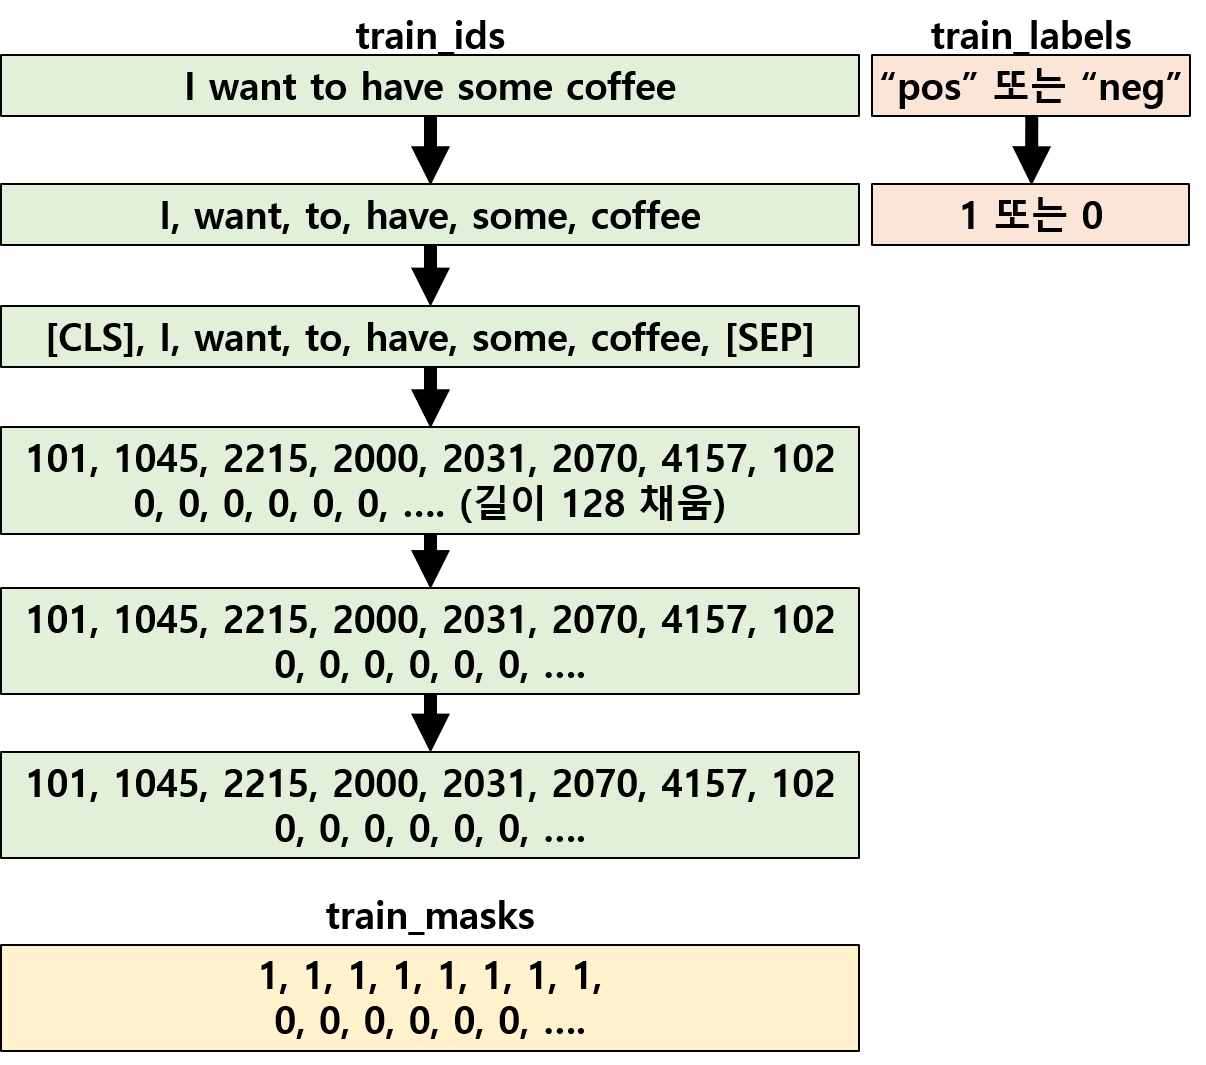 train_ids
I want to have some coffee
I, want, to, have, some, coffee
[CLS], I, want, to, have, some, coffee, [SEP]
101, 1045, 2215, 2000, 2031, 2070, 4157, 102
0, 0, 0, 0, 0, 0, .... (길이 128 채움)
101, 1045, 2215, 2000, 2031, 2070, 4157, 102
0, 0, 0, 0, 0, 0, ....
101, 1045, 2215, 2000, 2031, 2070, 4157, 102
0, 0, 0, 0, 0, 0, ....
train_labels
“pos” 또는 “neg”
1 또는 0
train_masks
1, 1, 1, 1, 1, 1, 1, 1,
0, 0, 0, 0, 0, 0, ....